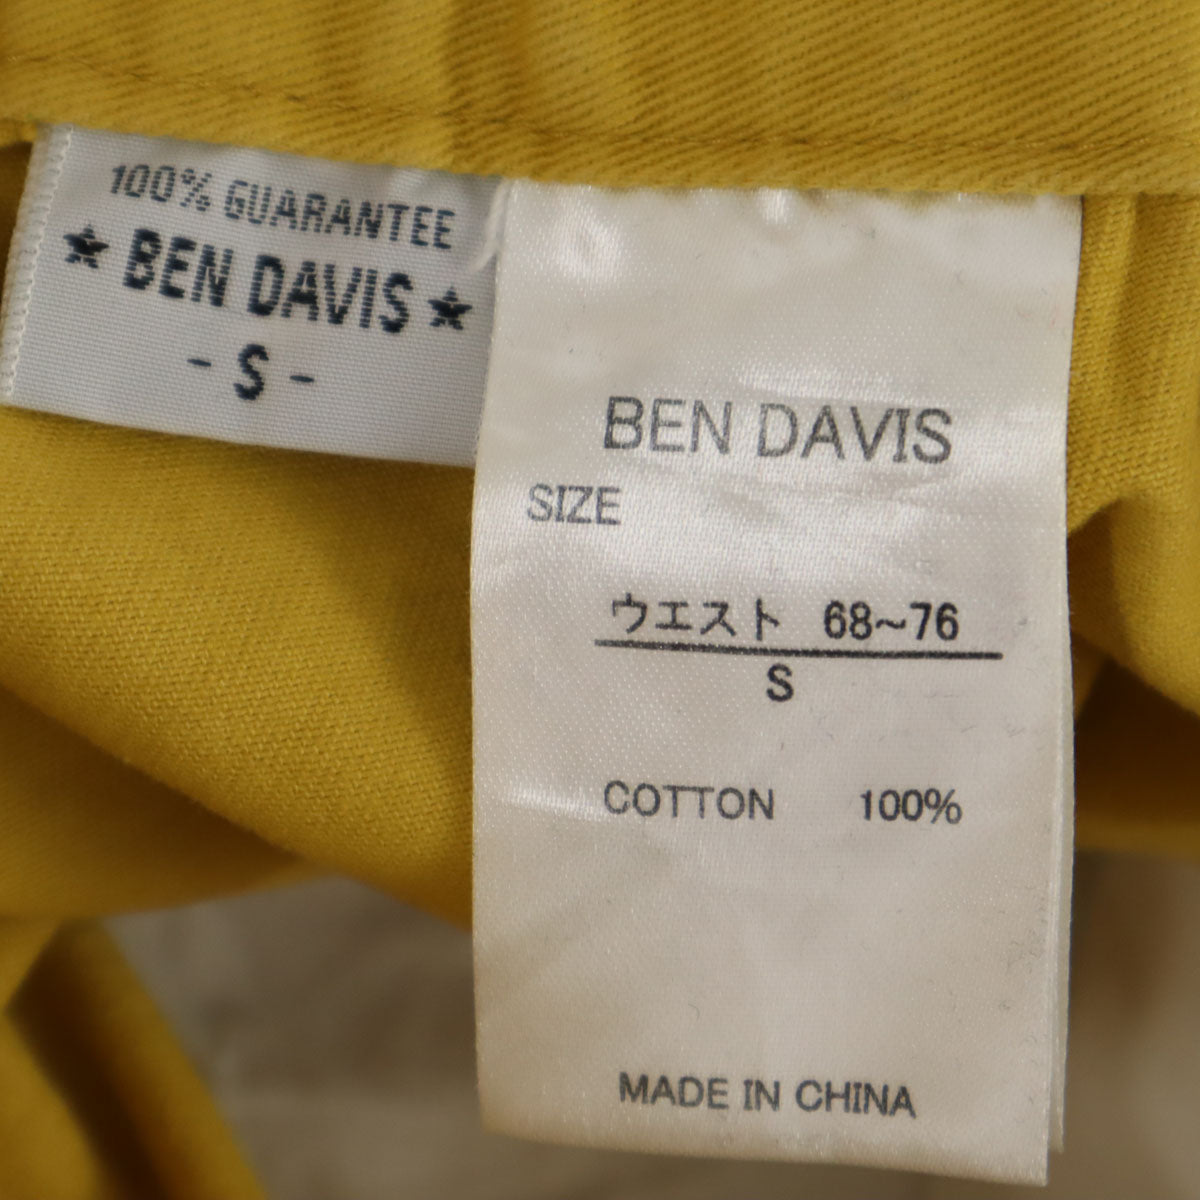 100% GUARANTEE
★ BEN DAVIS ★
- S -
BEN DAVIS
SIZE
ウエスト 68~76
S
COTTON 100%
MADE IN CHINA